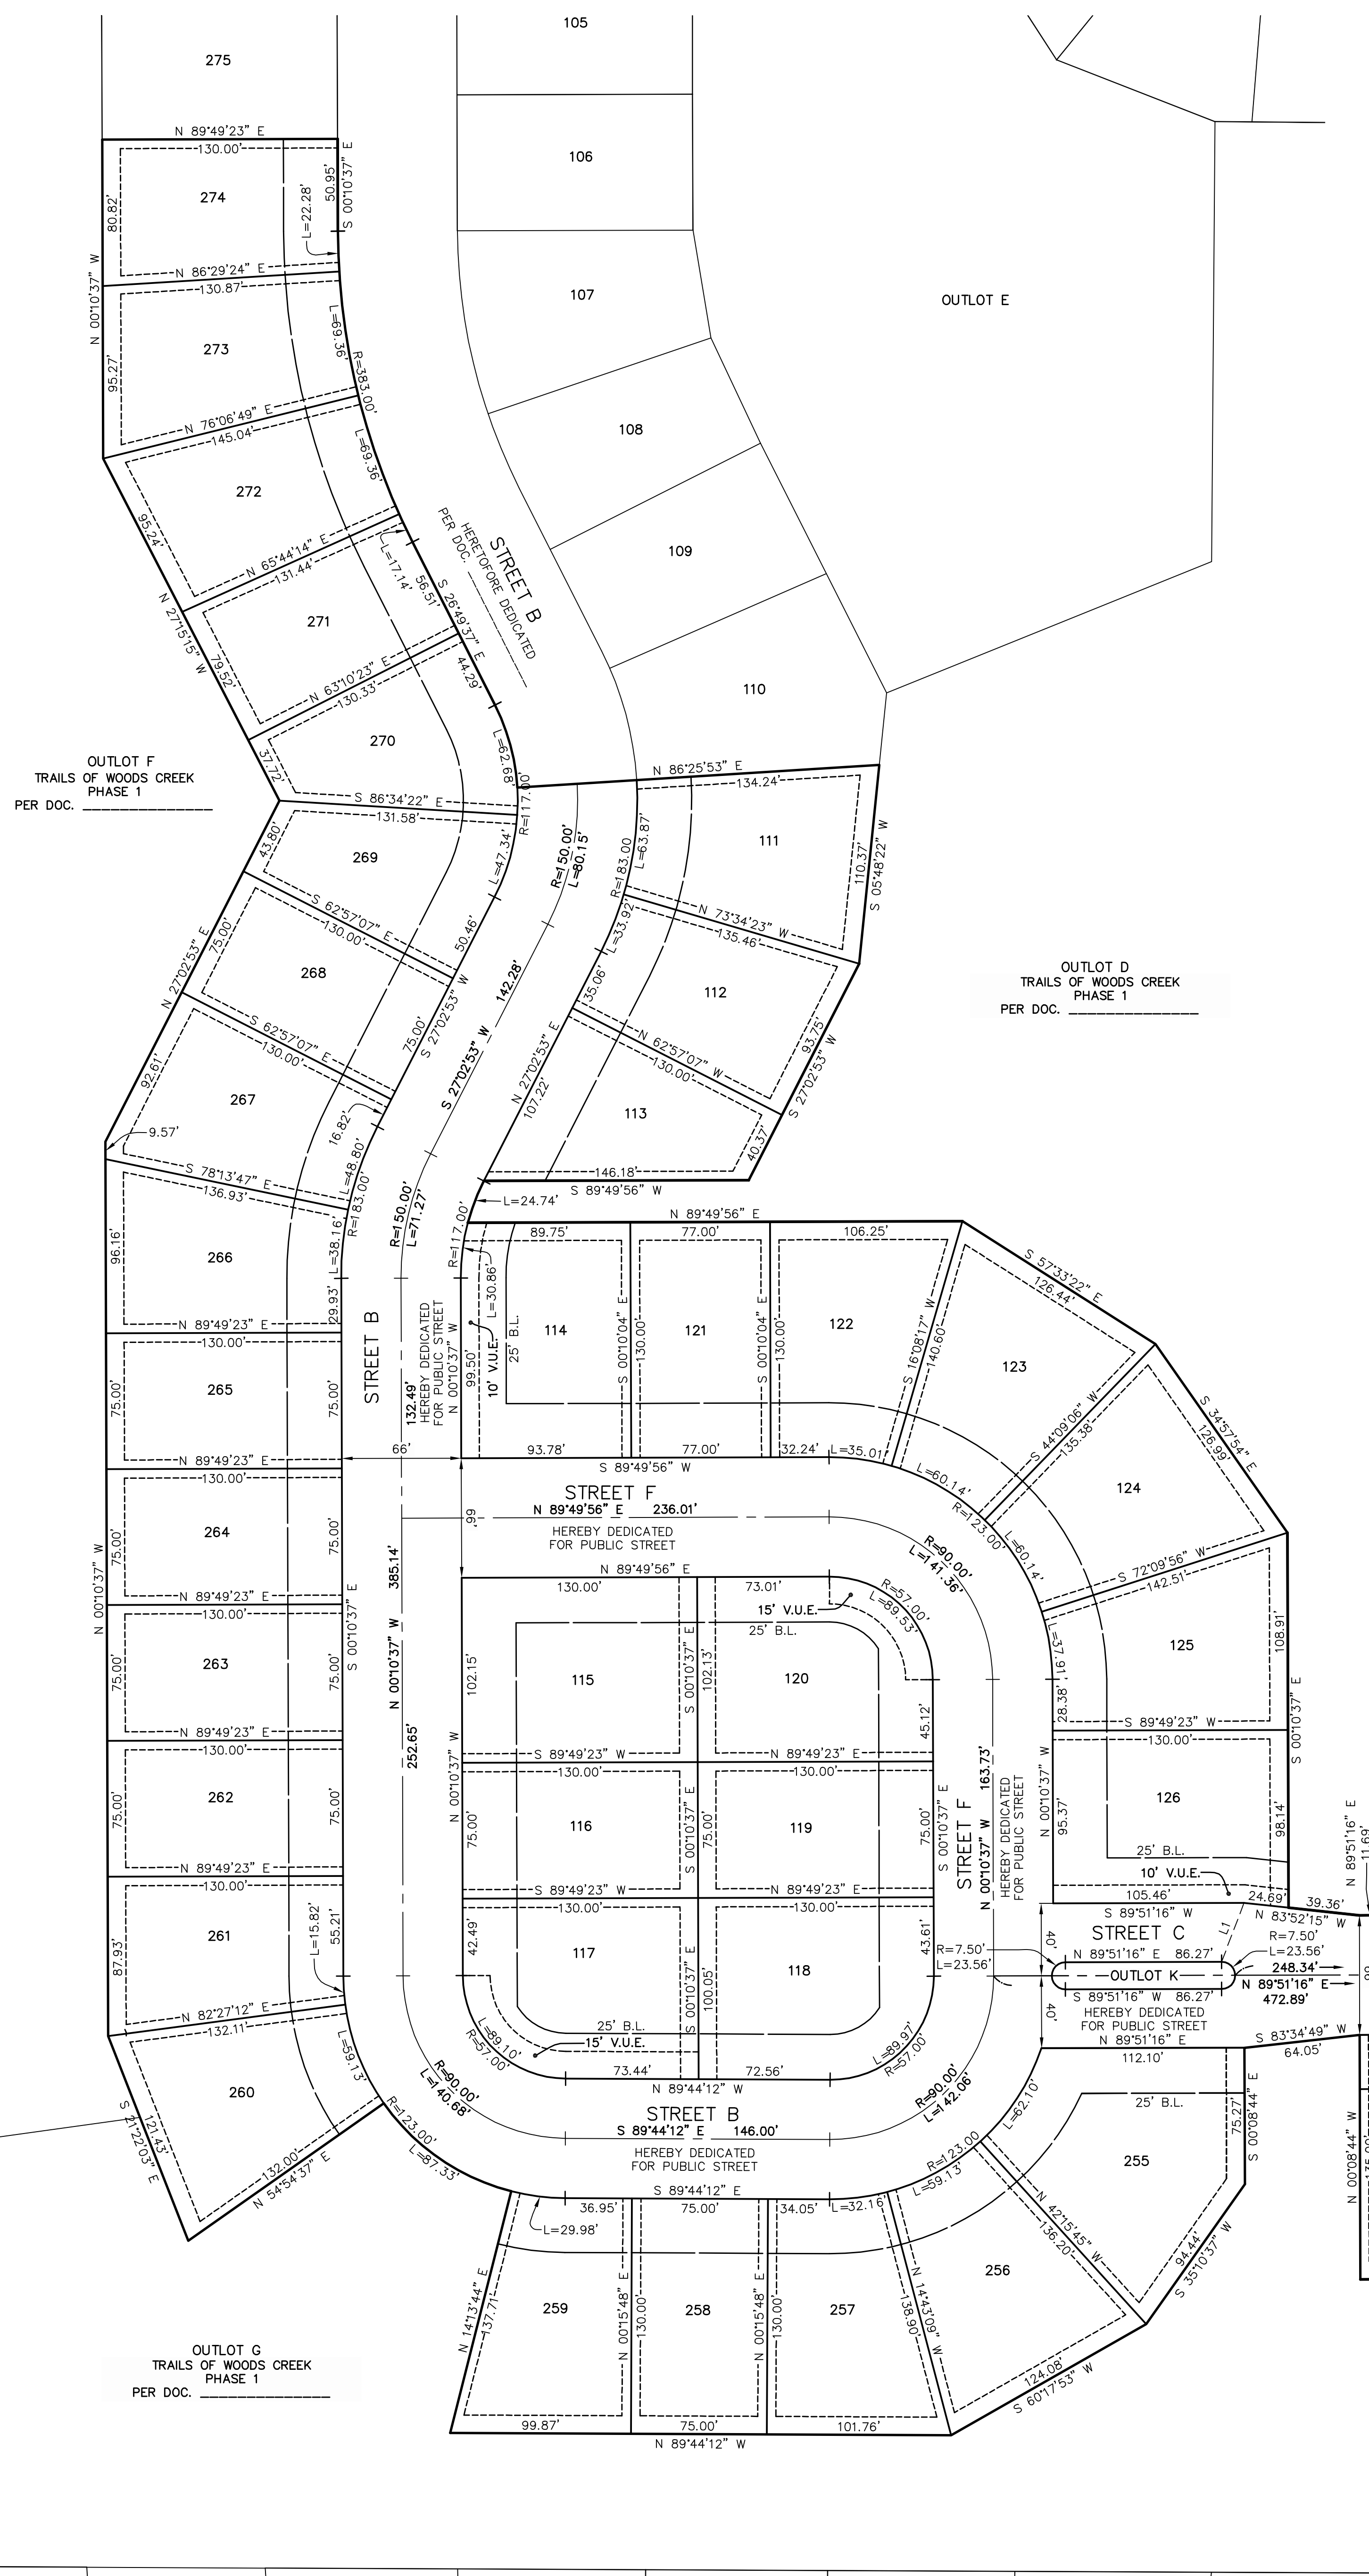 105
275
N 89°49'23" E
130.00'
106
274
80.82'
L=22.28'
50.95'
S 00°10'37" E
N 86°29'24" E
130.87'
107
OUTLOT E
N 00°10'37" W
273
95.27'
L=69.36'
R=383.00'
N 76°06'49" E
145.04'
108
272
L=69.36'
95.24'
STREET B
HERETOFORE DEDICATED
PER DOC. ____________
N 65°44'14" E
131.44'
L=17.14'
56.51'
S 26°49'37" E
109
271
N 27°15'15" W
79.52'
N 63°10'23" E
130.33'
44.29'
110
270
37.72'
L=62.68'
R=117.00'
OUTLOT F
TRAILS OF WOODS CREEK
PHASE 1
PER DOC. ______________
N 86°25'53" E
134.24'
S 86°34'22" E
131.58'
43.80'
269
L=47.34'
R=150.00'
L=80.15'
R=183.00
L=63.87'
111
110.37'
S 05°48'22" W
S 62°57'07" E
130.00'
50.46'
L=33.92'
N 73°34'23" W
135.46'
N 27°02'53" E
75.00'
268
S 27°02'53" W
75.00'
142.28'
S 27°02'53" W
35.06'
112
OUTLOT D
TRAILS OF WOODS CREEK
PHASE 1
PER DOC. ______________
S 62°57'07" E
130.00'
N 62°57'07" W
130.00'
93.75'
S 27°02'53" W
92.61'
267
16.82'
N 27°02'53" E
107.22'
113
9.57'
40.37'
S 78°13'47" E
136.93'
L=48.80'
R=183.00'
146.18'
S 89°49'56" W
L=24.74'
R=150.00'
L=71.27'
R=117.00'
N 89°49'56" E
89.75'
77.00'
106.25'
96.16'
266
L=38.16'
29.93'
L=30.86'
S 57°33'22" E
126.44'
N 89°49'23" E
130.00'
STREET B
HEREBY DEDICATED
FOR PUBLIC STREET
132.49'
N 00°10'37" W
99.50'
10' V.U.E.
25' B.L.
114
S 00°10'04" E
130.00'
121
S 00°10'04" E
130.00'
122
S 16°08'17" W
140.60'
123
75.00'
265
75.00'
S 44°09'06" W
135.38'
S 34°57'54" E
126.99'
N 89°49'23" E
130.00'
66'
93.78'
77.00'
32.24'
L=35.01'
S 89°49'56" W
L=60.14'
124
STREET F
N 89°49'56" E 236.01'
HEREBY DEDICATED
FOR PUBLIC STREET
66'
R=123.00'
L=60.14'
75.00'
264
75.00'
N 00°10'37" W
385.14'
R=90.00'
L=141.36'
S 72°09'56" W
142.51'
N 89°49'56" E
130.00'
73.01'
R=57.00'
L=89.53'
N 89°49'23" E
130.00'
15' V.U.E.
25' B.L.
S 00°10'37" E
L=37.91'
108.91'
125
75.00'
263
75.00'
N 00°10'37" W
102.15'
115
S 00°10'37" E
102.13'
120
45.12'
28.38'
S 89°49'23" W
130.00'
S 00°10'37" E
N 89°49'23" E
130.00'
252.65'
S 89°49'23" W
130.00'
N 89°49'23" E
130.00'
163.73'
N 00°10'37" W
N 00°10'37" W
95.37'
126
98.14'
75.00'
262
75.00'
N 00°10'37" W
75.00'
116
S 00°10'37" E
75.00'
119
75.00'
S 00°10'37" E
STREET F
HEREBY DEDICATED
FOR PUBLIC STREET
25' B.L.
10' V.U.E.
N 89°51'16" E
11.69'
N 89°49'23" E
130.00'
S 89°49'23" W
130.00'
N 89°49'23" E
130.00'
105.46'
24.69'
39.36'
S 89°51'16" W
N 83°52'15" W
261
L=15.82'
55.21'
42.49'
117
S 00°10'37" E
100.05'
118
43.61'
R=7.50'
L=23.56'
40'
STREET C
L1
N 89°51'16" E 86.27'
R=7.50'
L=23.56'
OUTLOT K
248.34'
N 89°51'16" E
472.89'
87.93'
S 89°51'16" W 86.27'
HEREBY DEDICATED
FOR PUBLIC STREET
40'
N 82°27'12" E
132.11'
25' B.L.
15' V.U.E.
L=89.10'
R=57.00'
L=89.97'
R=57.00'
N 89°51'16" E
112.10'
S 83°34'49" W
64.05'
260
L=59.13'
73.44'
72.56'
N 89°44'12" W
L=62.10'
25' B.L.
75.27'
S 00°08'44" E
S 21°22'03" E
121.43'
R=90.00'
L=140.68'
STREET B
S 89°44'12" E 146.00'
HEREBY DEDICATED
FOR PUBLIC STREET
R=90.00'
L=142.06'
R=123.00'
L=87.33'
132.00'
N 54°54'37" E
R=123.00
L=59.13'
255
N 00°08'44" W
135.00'
S 89°44'12" E
36.95'
75.00'
34.05'
L=32.16'
L=29.98'
N 42°15'45" W
136.20'
94.44'
S 35°10'37" W
N 14°13'44" E
137.71'
259
N 00°15'48" E
130.00'
258
N 00°15'48" E
130.00'
257
N 14°43'09" W
138.90'
256
OUTLOT G
TRAILS OF WOODS CREEK
PHASE 1
PER DOC. ______________
124.08'
S 60°17'53" W
99.87'
75.00'
101.76'
N 89°44'12" W